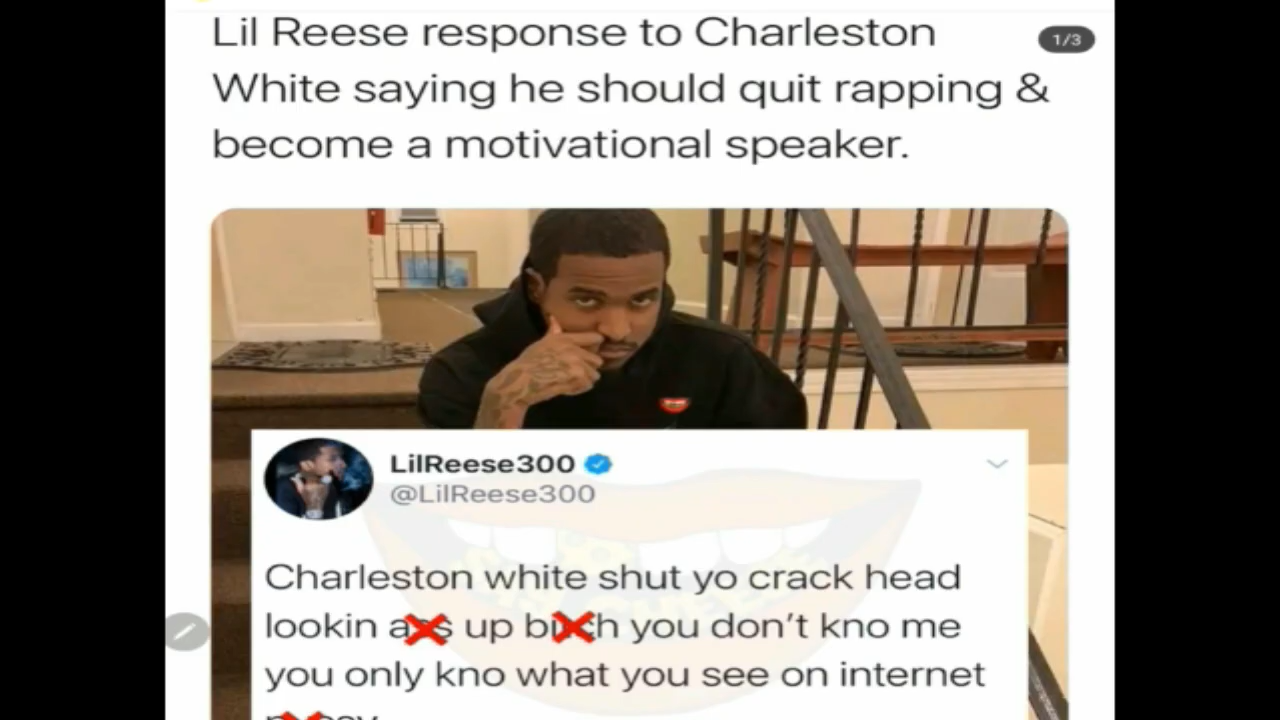 Lil Reese response to Charleston
1/3
White saying he should quit rapping &
become a motivational speaker.
LilReese300
@LilReese300
Charleston white shut yo crack head
lookin a s up b h you don't kno me
you only kno what you see on internet